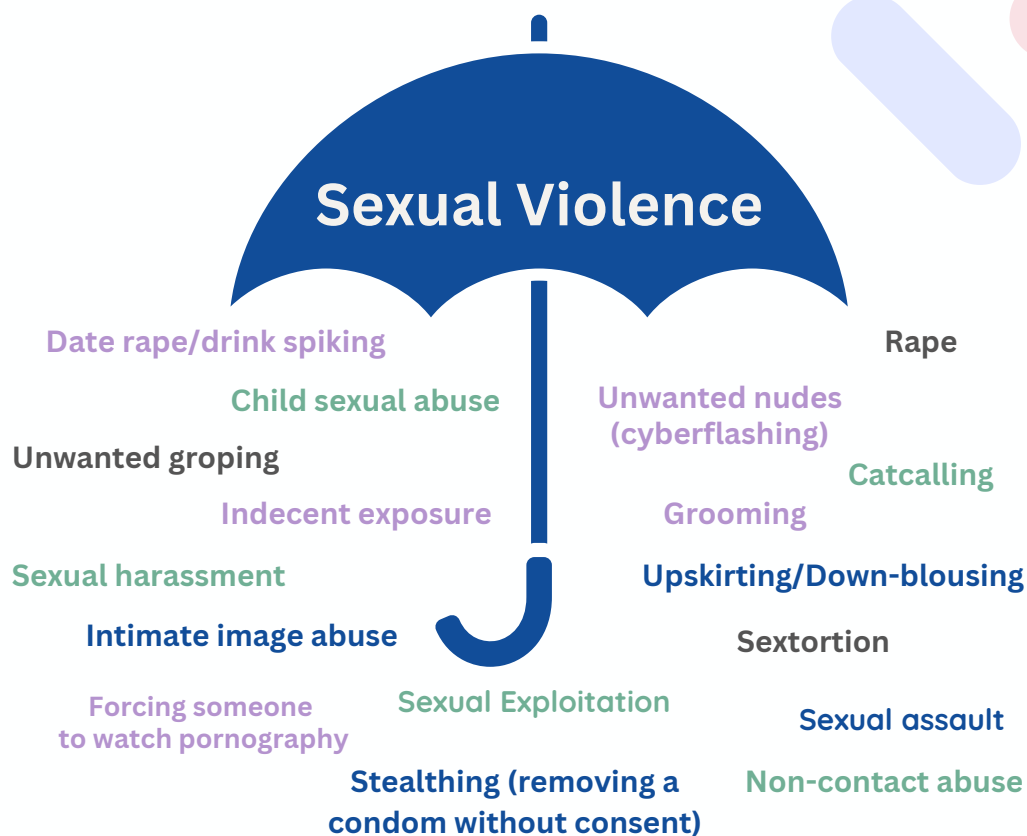 Sexual Violence
Date rape/drink spiking
Rape
Child sexual abuse
Unwanted nudes
(cyberflashing)
Unwanted groping
Catcalling
Indecent exposure
Grooming
Sexual harassment
Upskirting/Down-blousing
Intimate image abuse
Sextortion
Forcing someone
to watch pornography
Sexual Exploitation
Sexual assault
Stealthing (removing a
condom without consent)
Non-contact abuse